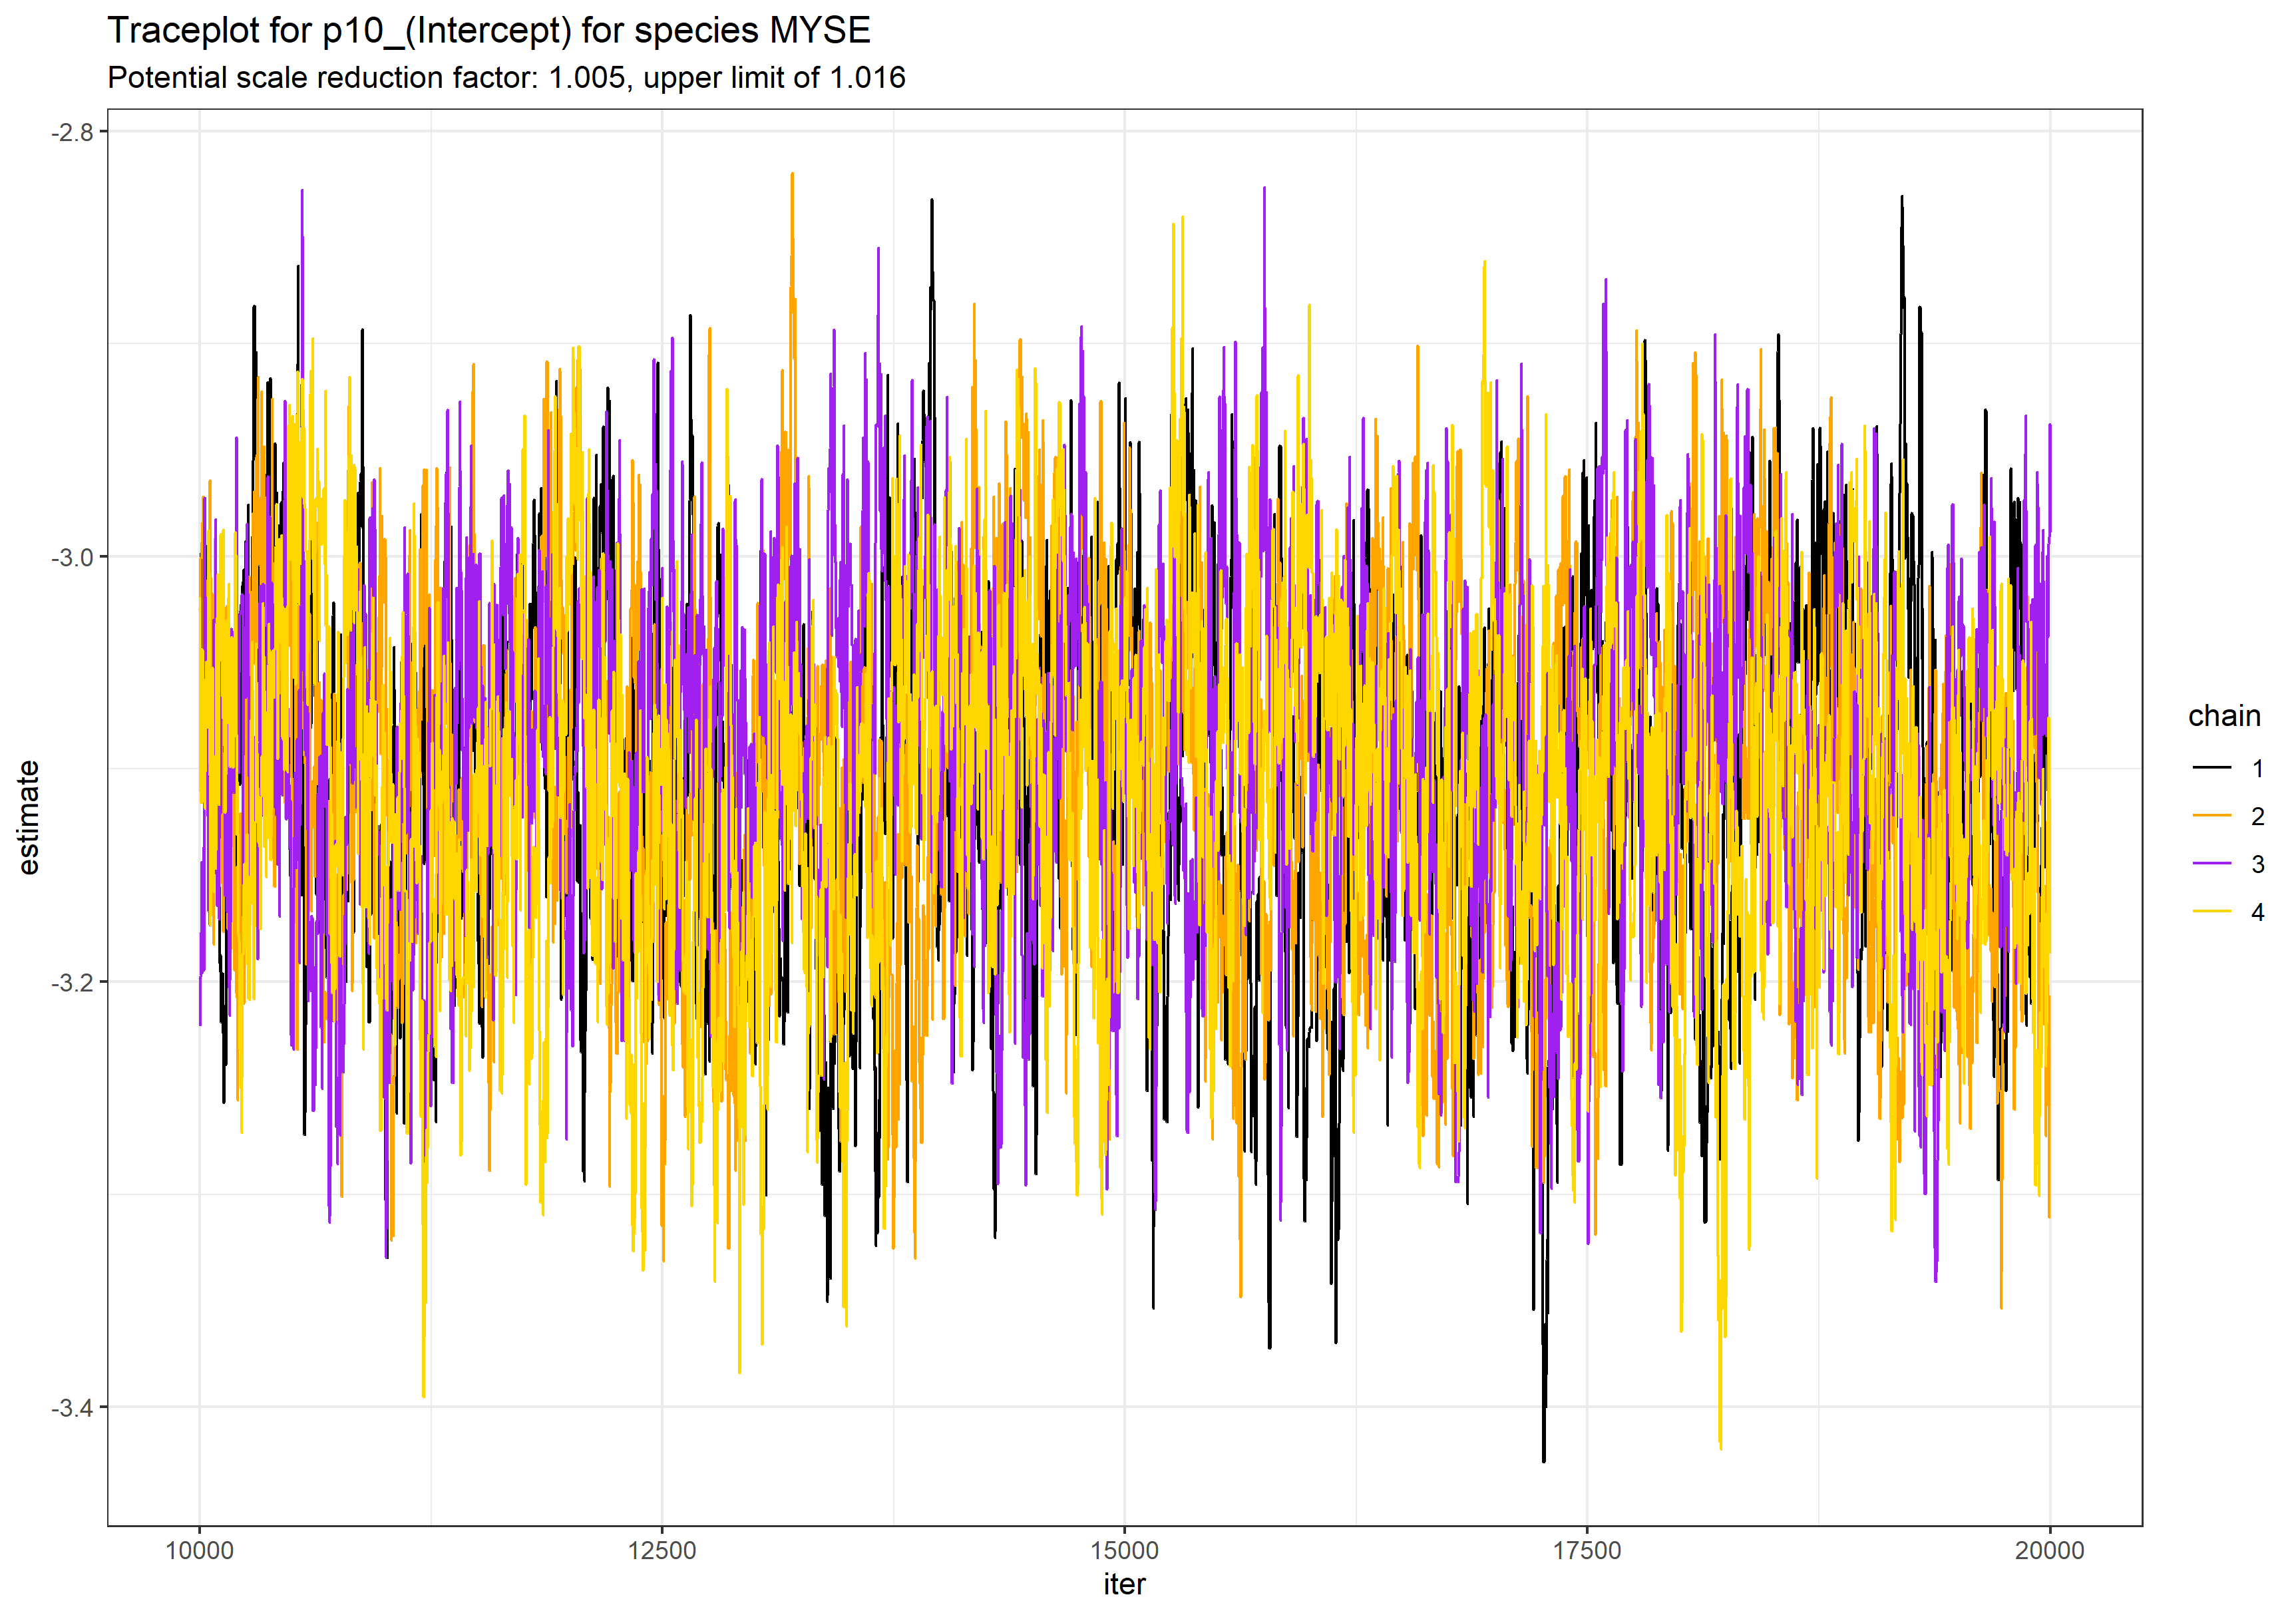 Traceplot for p10_(Intercept) for species MYSE
Potential scale reduction factor: 1.005, upper limit of 1.016
-2.8
-3.0
-3.2
-3.4
estimate
10000 12500 15000 17500 20000
iter
chain
1
2
3
4